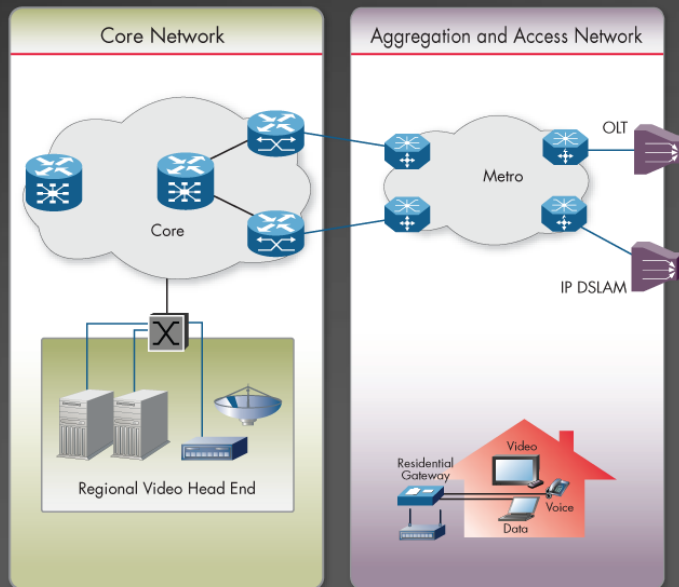 Core Network
Aggregation and Access Network
OLT
Metro
Core
IP DSLAM
Regional Video Head End
Video
Residential
Gateway
Voice
Data